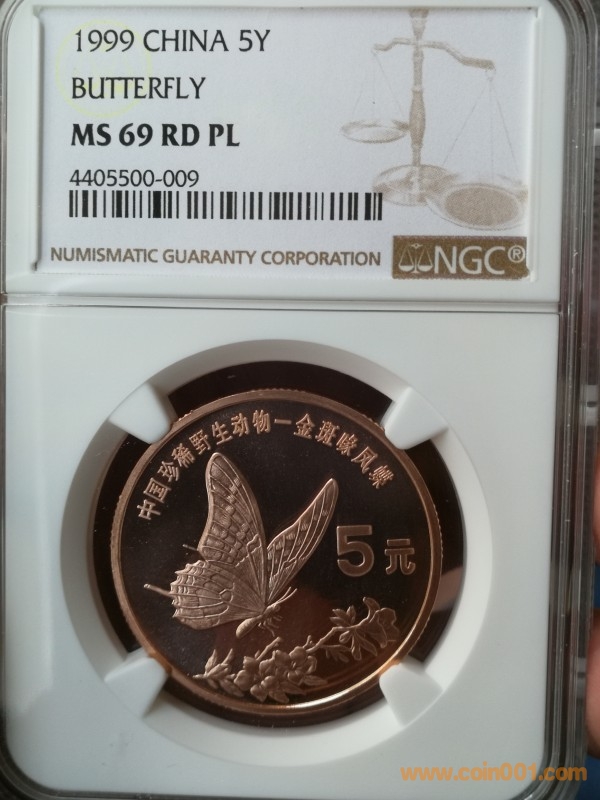 1999 CHINA 5Y
BUTTERFLY
MS 69 RD PL
4405500-009
NUMISMATIC GUARANTY CORPORATION
NGC®
中国珍稀野生动物—金斑喙凤蝶
5元
www.coin001.com